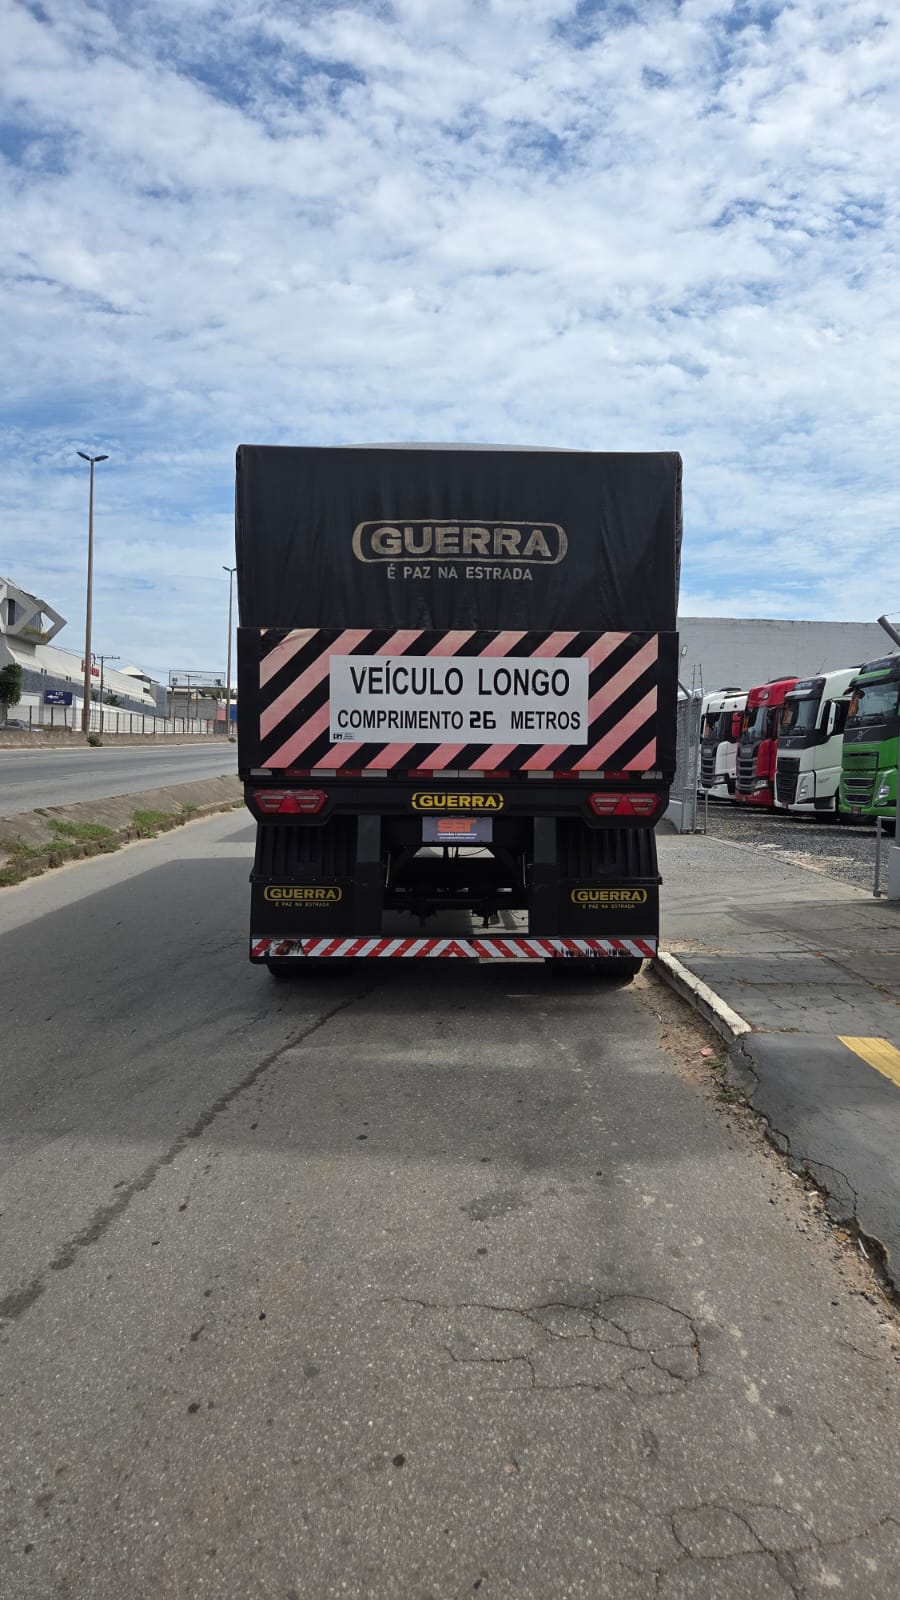 GUERRA
É PAZ NA ESTRADA
VEÍCULO LONGO
COMPRIMENTO 26 METROS
GUERRA
GUERRA
É PAZ NA ESTRADA
GUERRA
É PAZ NA ESTRADA